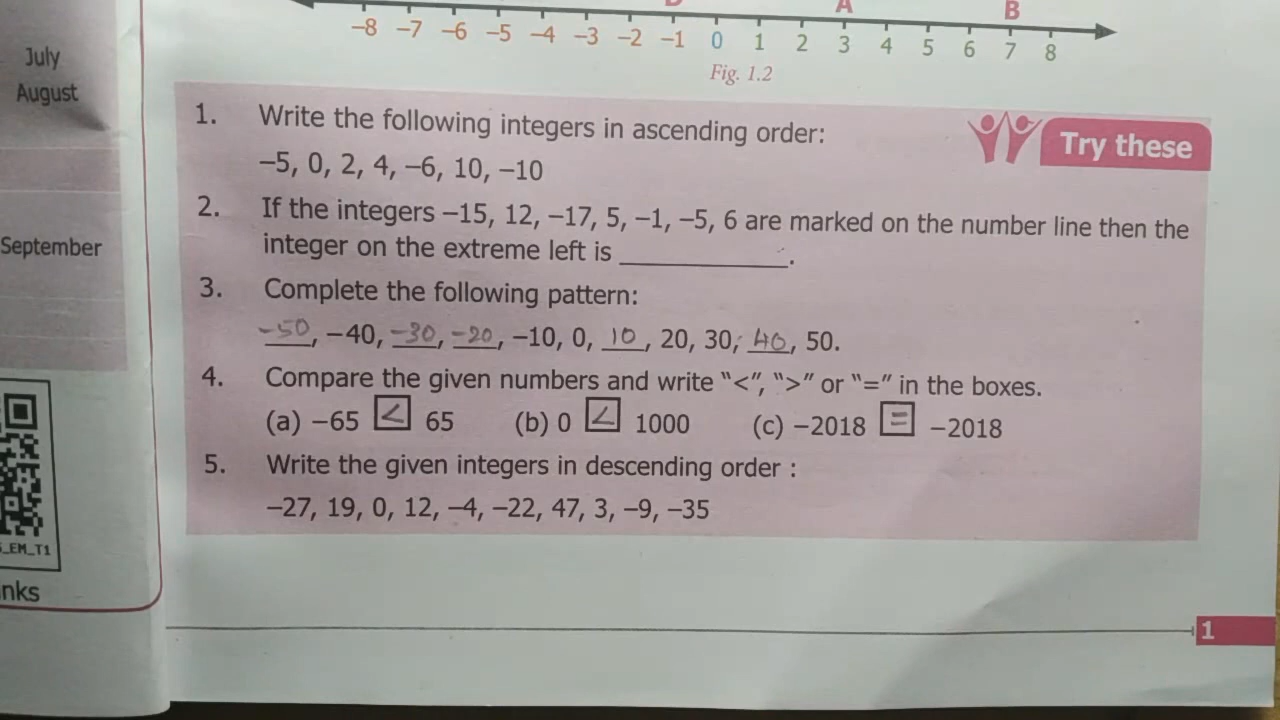 July
August
September
_EM_T1
nks
A
B
–8 –7 –6 –5 –4 –3 –2 –1 0 1 2 3 4 5 6 7 8
Fig. 1.2
Try these
1. Write the following integers in ascending order:
–5, 0, 2, 4, –6, 10, –10
2. If the integers –15, 12, –17, 5, –1, –5, 6 are marked on the number line then the
integer on the extreme left is ____________.
3. Complete the following pattern:
-50, –40, -30, -20, –10, 0, 10, 20, 30, 40, 50.
4. Compare the given numbers and write “<”, “>” or “=” in the boxes.
(a) –65 < 65 (b) 0 < 1000 (c) –2018 = –2018
5. Write the given integers in descending order :
–27, 19, 0, 12, –4, –22, 47, 3, –9, –35
1